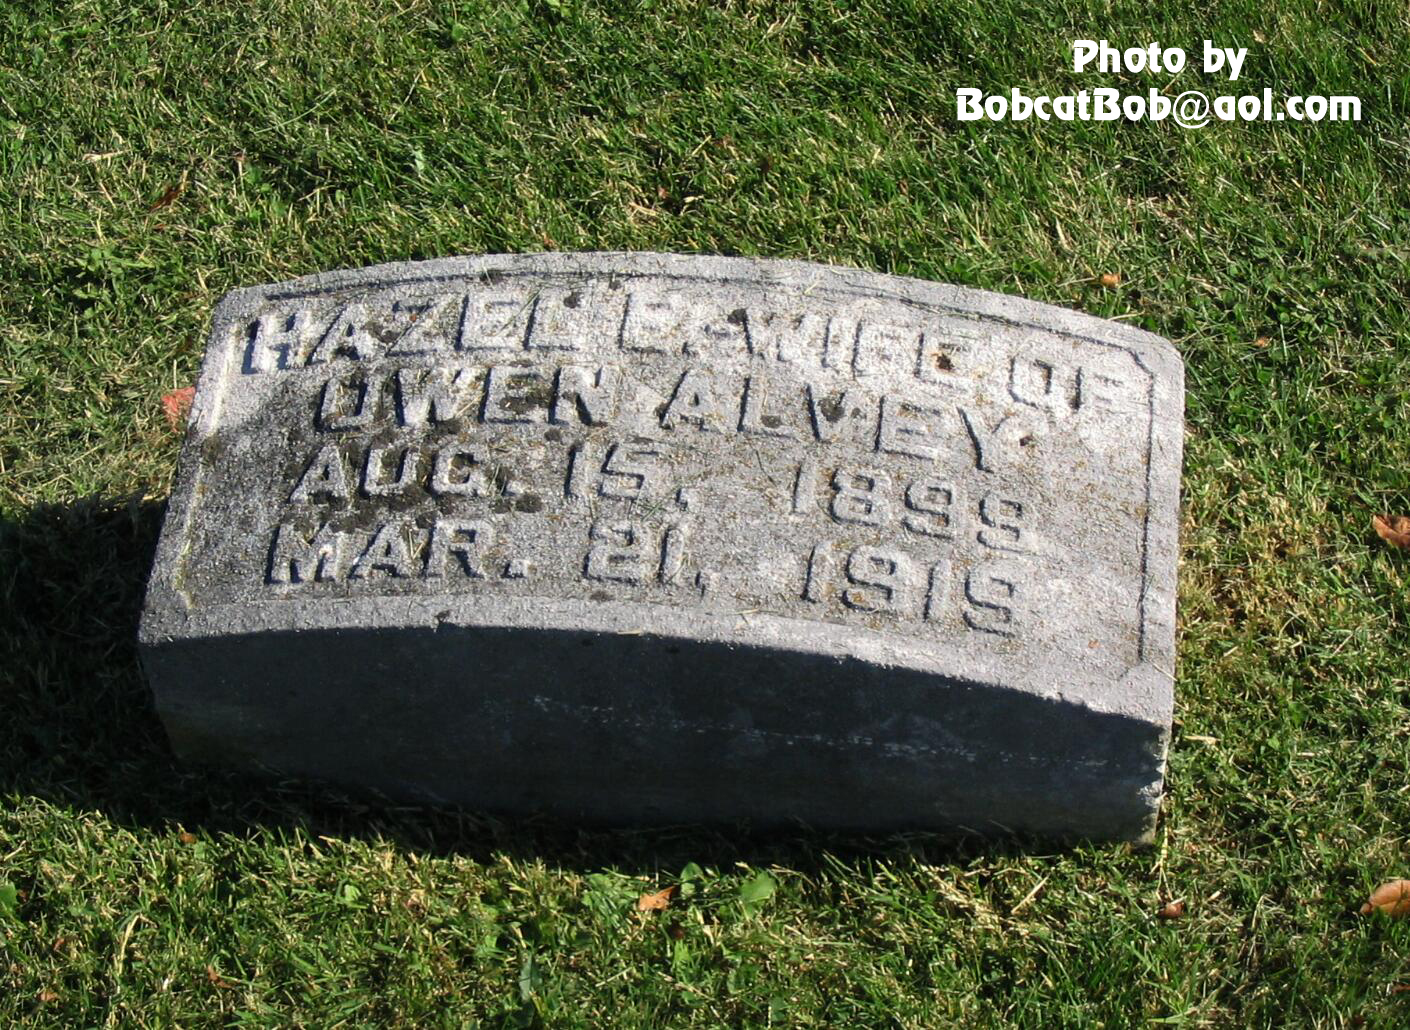 Photo by
BobcatBob@aol.com
HAZEL E. WIFE OF
OWEN ALVEY
AUG. 15, 1899
MAR. 21, 1919